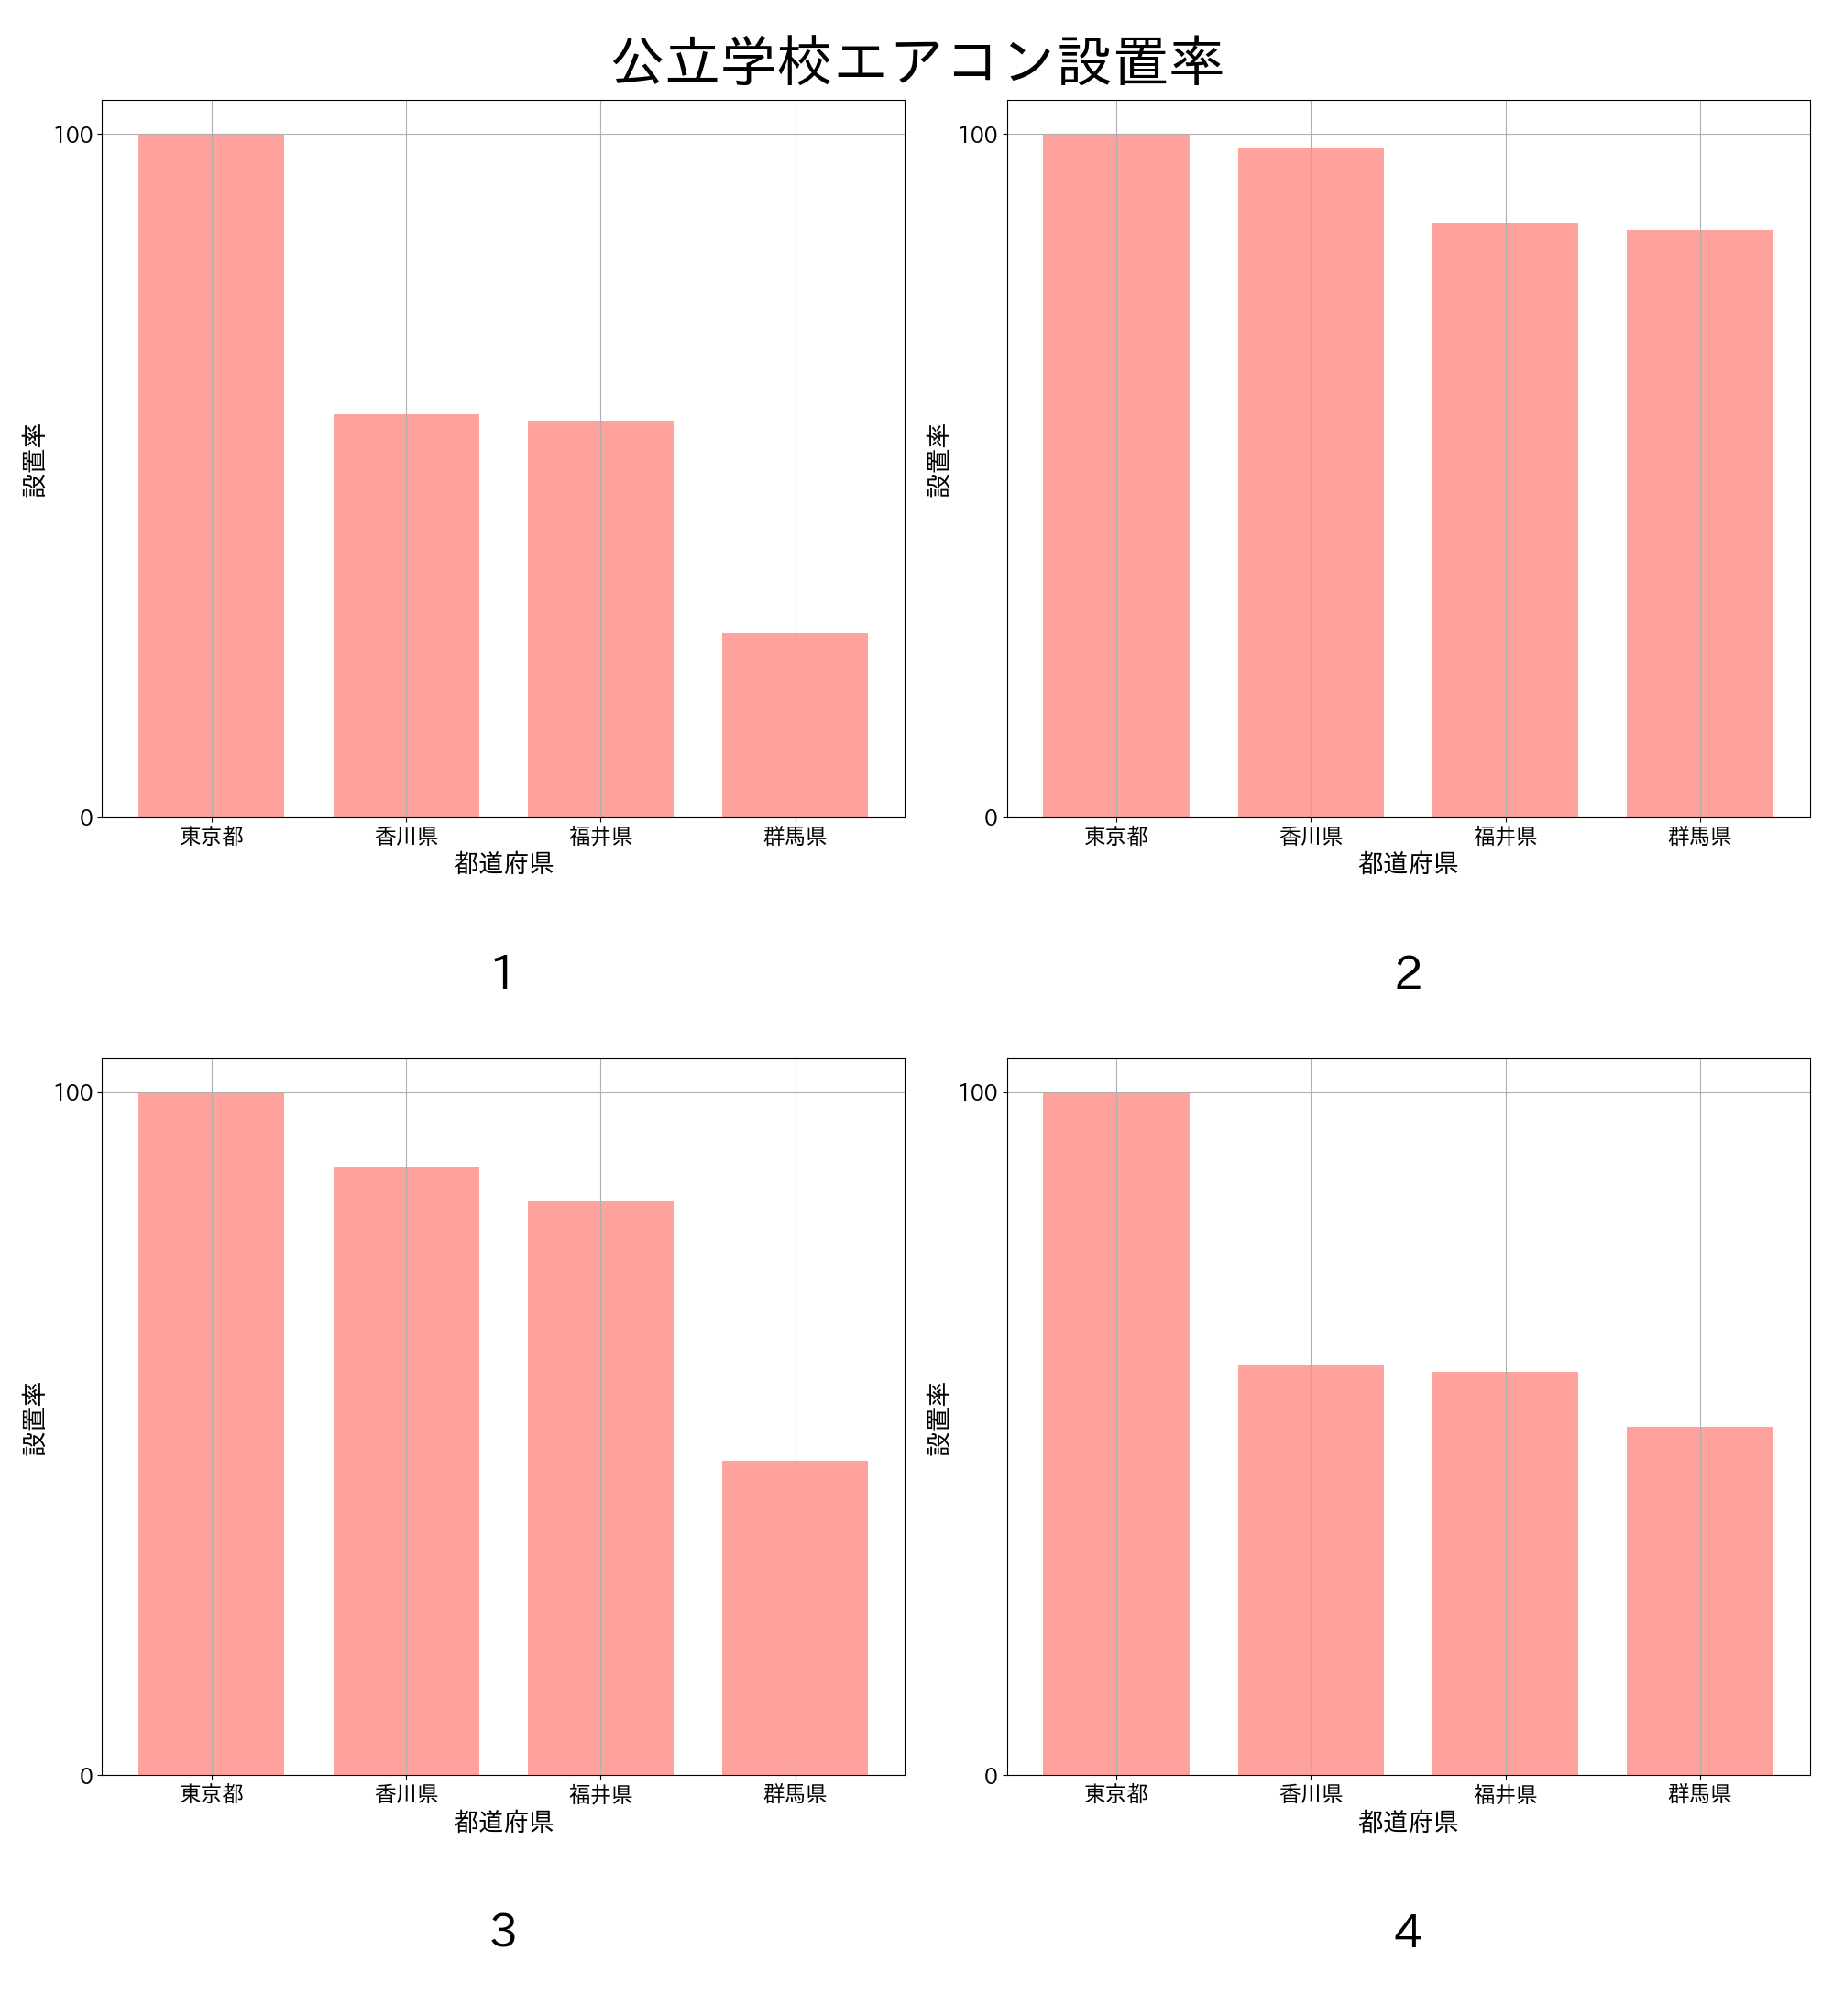 公立学校エアコン設置率
100
0
設置率
東京都 香川県 福井県 群馬県
都道府県
1
100
0
設置率
東京都 香川県 福井県 群馬県
都道府県
2
100
0
設置率
東京都 香川県 福井県 群馬県
都道府県
3
100
0
設置率
東京都 香川県 福井県 群馬県
都道府県
4